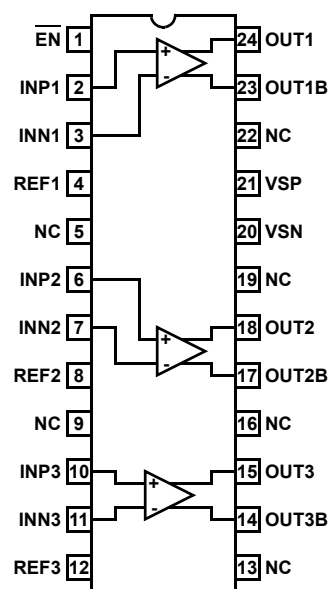 EN 1 24 OUT1
INP1 2 + - 23 OUT1B
INN1 3 22 NC
REF1 4 21 VSP
NC 5 20 VSN
INP2 6 19 NC
INN2 7 + 18 OUT2
REF2 8 - 17 OUT2B
NC 9 16 NC
INP3 10 + 15 OUT3
INN3 11 - 14 OUT3B
REF3 12 13 NC